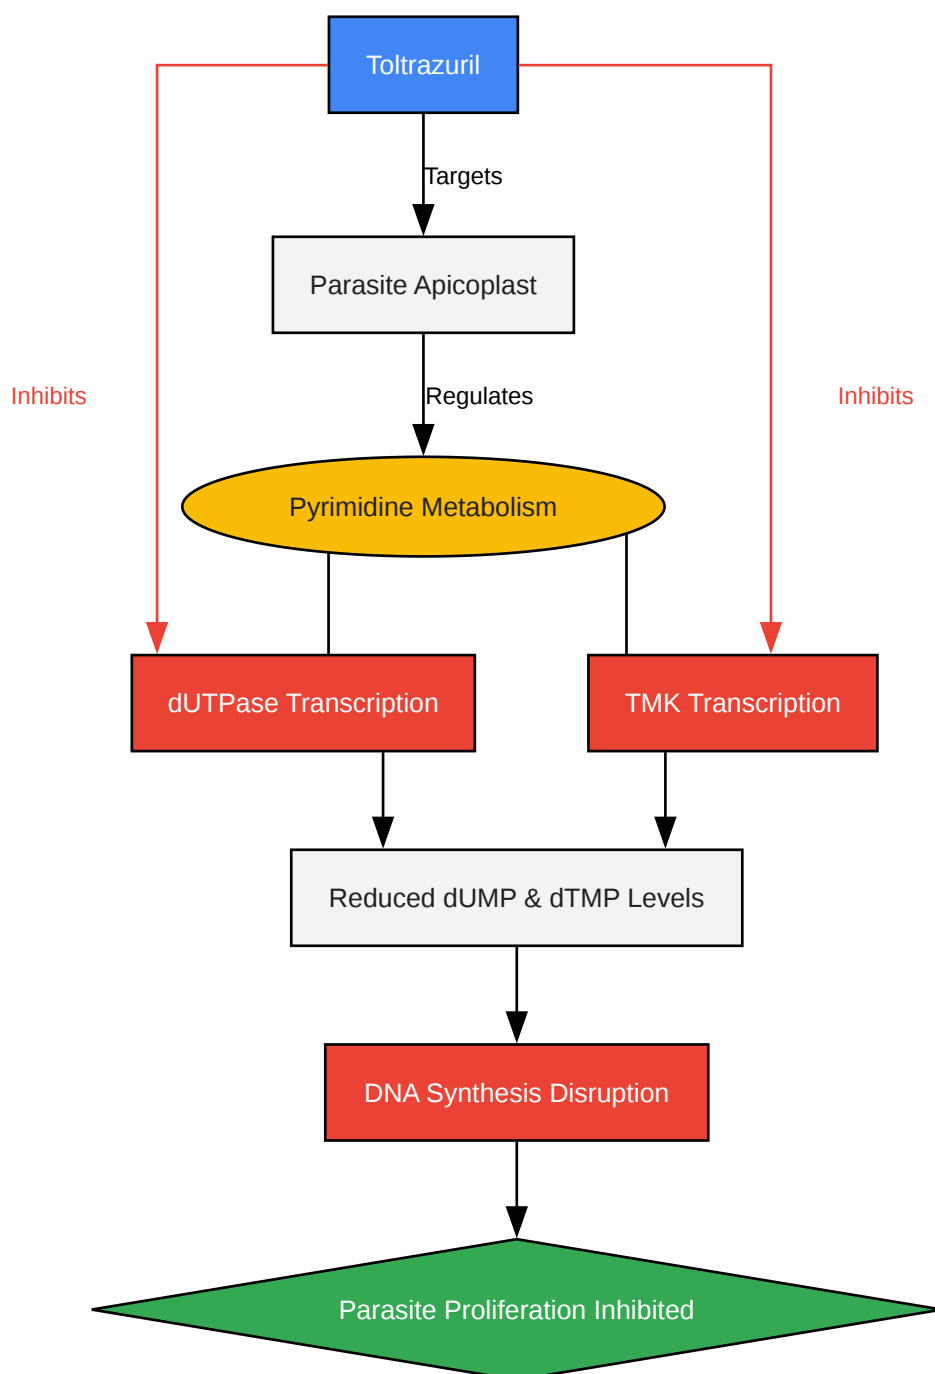 Toltrazuril
Targets
Parasite Apicoplast
Inhibits
Regulates
Inhibits
Pyrimidine Metabolism
dUTPase Transcription
TMK Transcription
Reduced dUMP & dTMP Levels
DNA Synthesis Disruption
Parasite Proliferation Inhibited